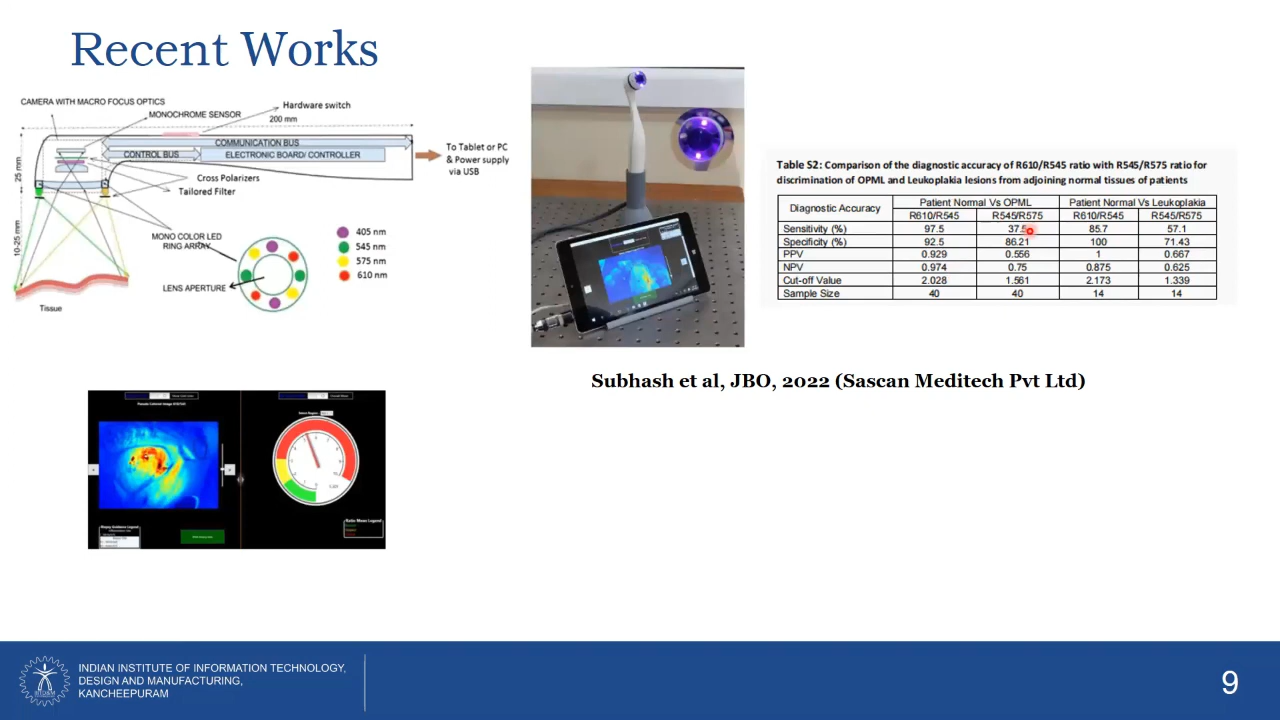 Recent Works
CAMERA WITH MACRO FOCUS OPTICS
MONOCHROME SENSOR
Hardware switch
200 mm
COMMUNICATION BUS
CONTROL BUS
ELECTRONIC BOARD/ CONTROLLER
To Tablet or PC
& Power supply
via USB
25 mm
Cross Polarizers
Tailored Filter
10-25 mm
MONO COLOR LED
RING ARRAY
LENS APERTURE
Tissue
405 nm
545 nm
575 nm
610 nm
Table S2: Comparison of the diagnostic accuracy of R610/R545 ratio with R545/R575 ratio for
discrimination of OPML and Leukoplakia lesions from adjoining normal tissues of patients
Diagnostic Accuracy Patient Normal Vs OPML Patient Normal Vs Leukoplakia
R610/R545 R545/R575 R610/R545 R545/R575
Sensitivity (%) 97.5 37.5 85.7 57.1
Specificity (%) 92.5 86.21 100 71.43
PPV 0.929 0.556 1 0.667
NPV 0.974 0.75 0.875 0.625
Cut-off Value 2.028 1.561 2.173 1.339
Sample Size 40 40 14 14
Subhash et al, JBO, 2022 (Sascan Meditech Pvt Ltd)
INDIAN INSTITUTE OF INFORMATION TECHNOLOGY,
DESIGN AND MANUFACTURING,
KANCHEEPURAM
9